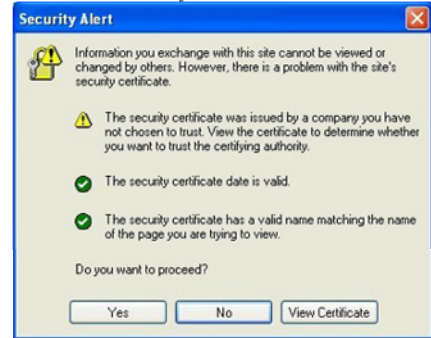 Security Alert
Information you exchange with this site cannot be viewed or
changed by others. However, there is a problem with the site's
security certificate.
The security certificate was issued by a company you have
not chosen to trust. View the certificate to determine whether
you want to trust the certifying authority.
The security certificate date is valid.
The security certificate has a valid name matching the name
of the page you are trying to view.
Do you want to proceed?
Yes No View Certificate